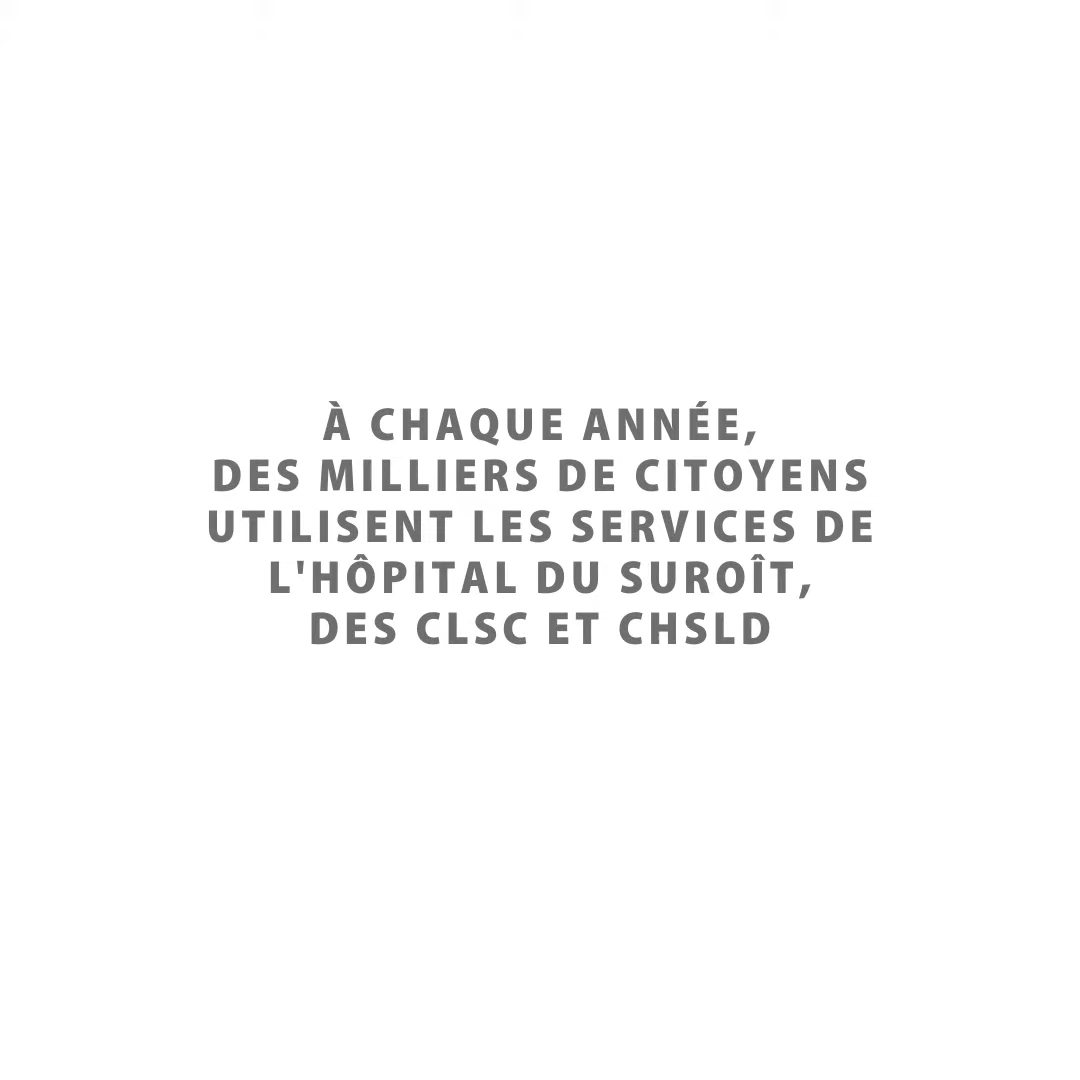 À CHAQUE ANNÉE,
DES MILLIERS DE CITOYENS
UTILISENT LES SERVICES DE
L'HÔPITAL DU SUROÎT,
DES CLSC ET CHSLD